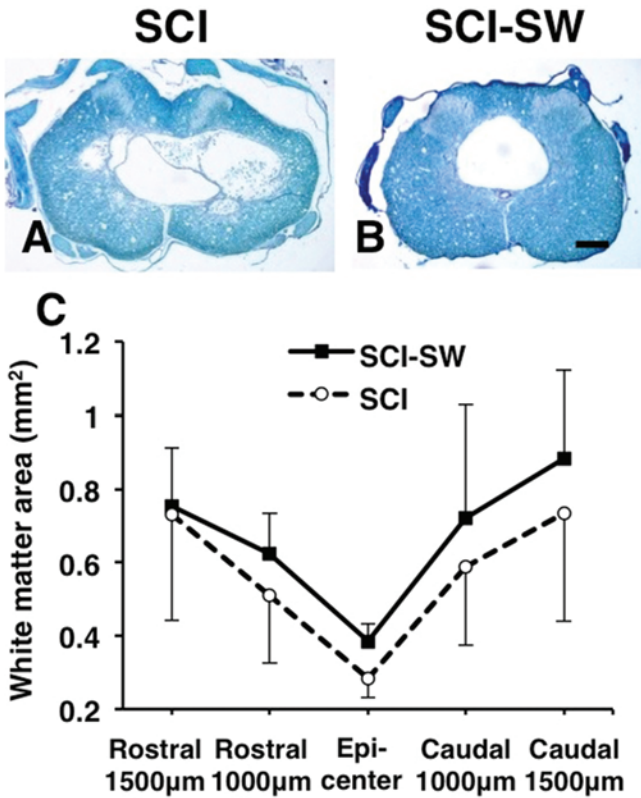 SCI SCI-SW
A B
C
SCI-SW
SCI
White matter area (mm²)
1.2
1
0.8
0.6
0.4
0.2
Rostral Rostral Epi- Caudal Caudal
1500µm 1000µm center 1000µm 1500µm